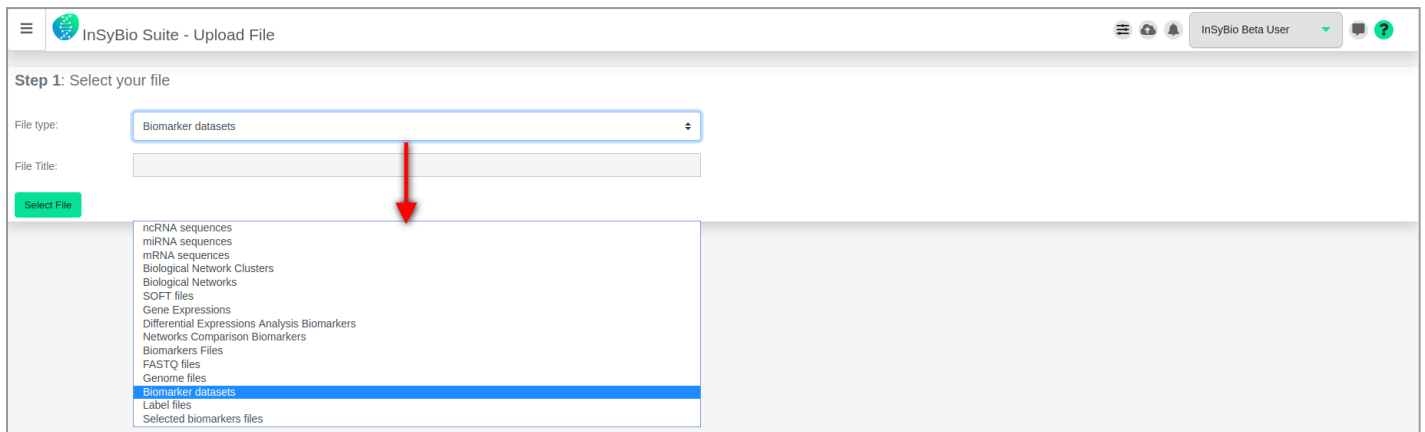 InSyBio Suite - Upload File
InSyBio Beta User
?
Step 1: Select your file
File type:
Biomarker datasets
File Title:
Select File
ncRNA sequences
miRNA sequences
mRNA sequences
Biological Network Clusters
Biological Networks
SOFT files
Gene Expressions
Differential Expressions Analysis Biomarkers
Networks Comparison Biomarkers
Biomarkers Files
FASTQ files
Genome files
Biomarker datasets
Label files
Selected biomarkers files